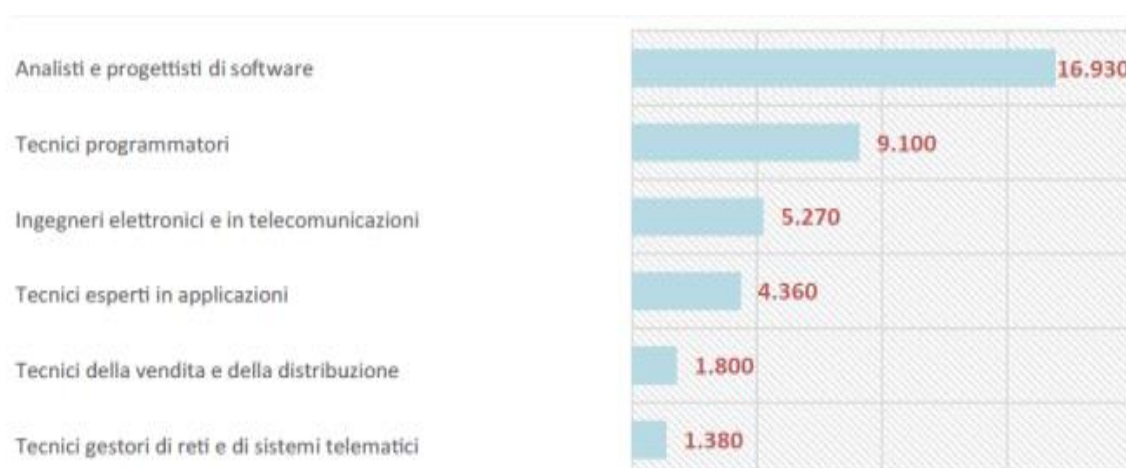 Analisti e progettisti di software 16.930
Tecnici programmatori 9.100
Ingegneri elettronici e in telecomunicazioni 5.270
Tecnici esperti in applicazioni 4.360
Tecnici della vendita e della distribuzione 1.800
Tecnici gestori di reti e di sistemi telematici 1.380